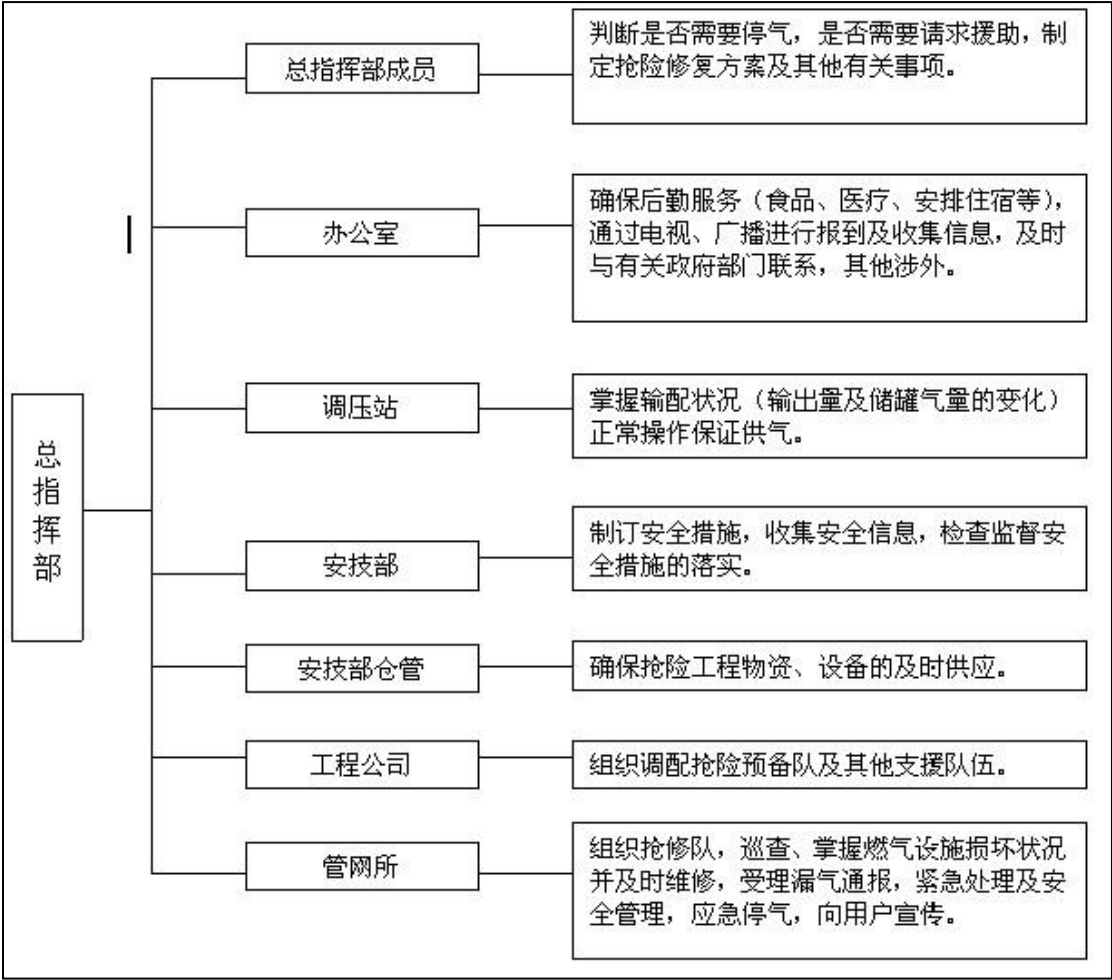 总指挥部
总指挥部成员
判断是否需要停气，是否需要请求援助，制
定抢险修复方案及其他有关事项。
办公室
确保后勤服务（食品、医疗、安排住宿等），
通过电视、广播进行报到及收集信息，及时
与有关政府部门联系，其他涉外。
调压站
掌握输配状况（输出量及储罐气量的变化）
正常操作保证供气。
安技部
制订安全措施，收集安全信息，检查监督安
全措施的落实。
安技部仓管
确保抢险工程物资、设备的及时供应。
工程公司
组织调配抢险预备队及其他支援队伍。
管网所
组织抢修队，巡查、掌握燃气设施损坏状况
并及时维修，受理漏气通报，紧急处理及安
全管理，应急停气，向用户宣传。